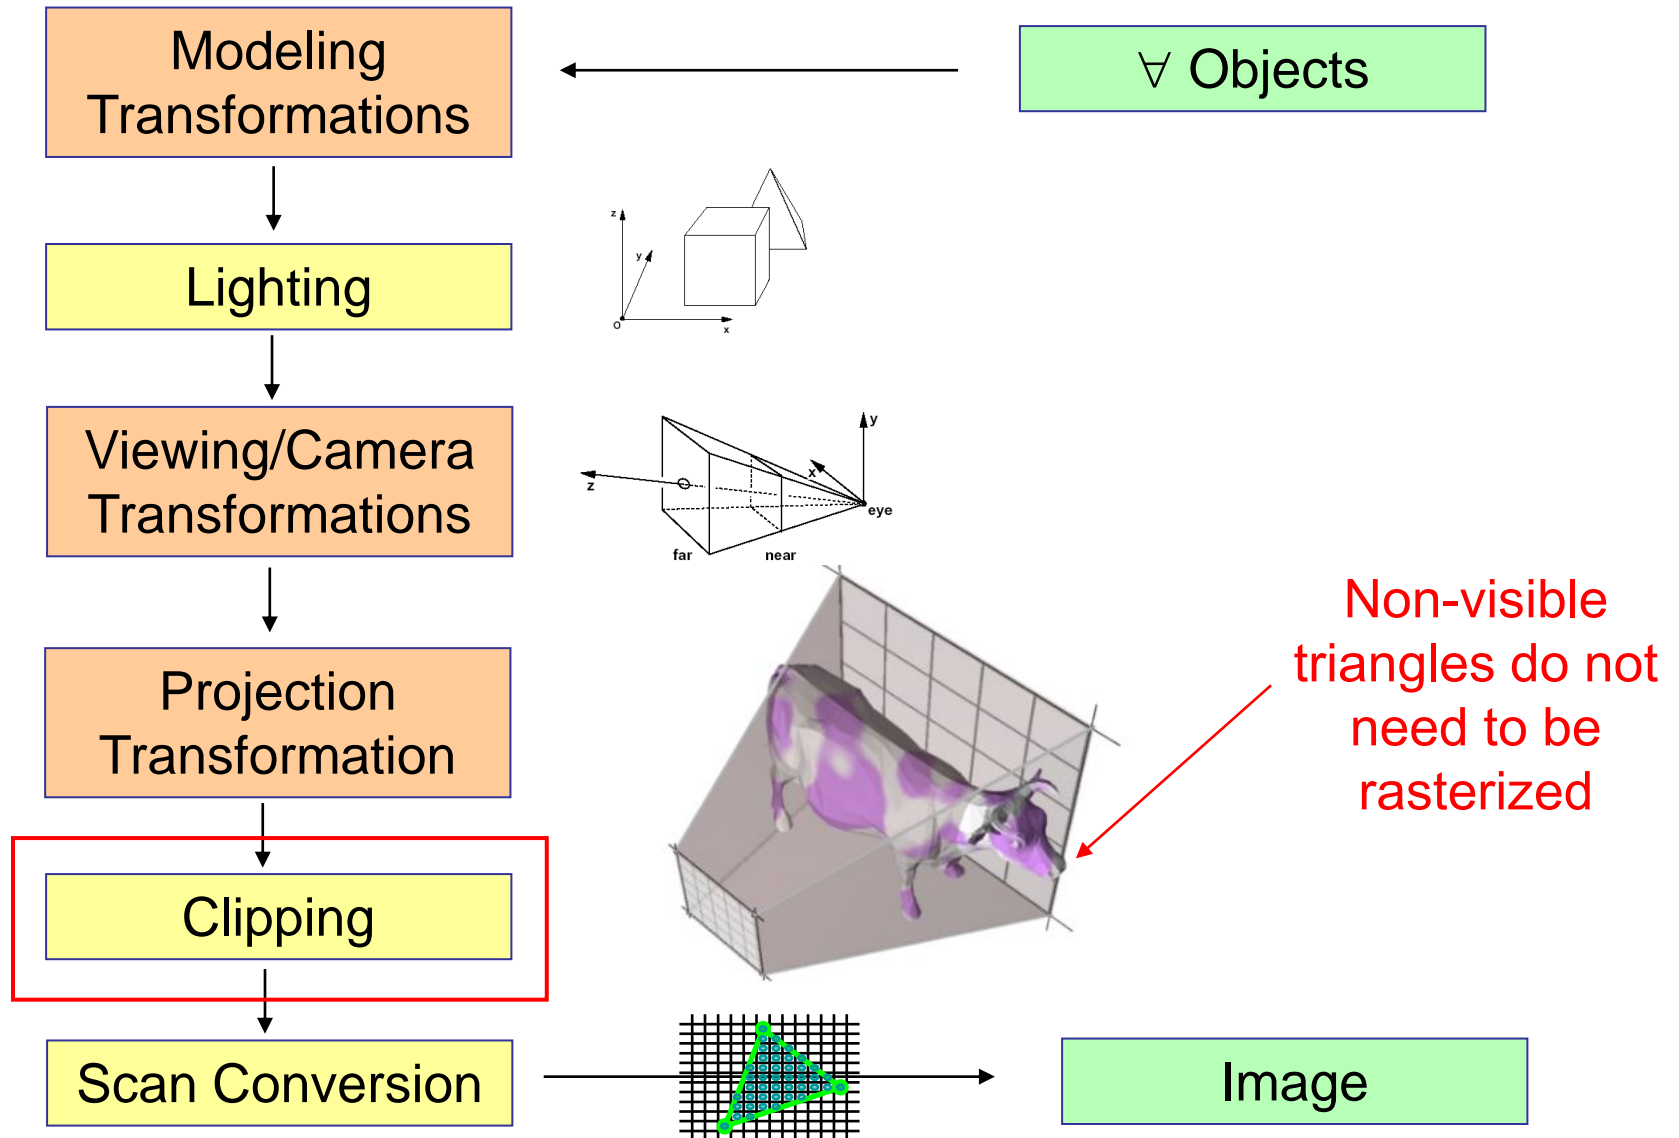 Modeling
Transformations
∀ Objects
z
y
O
x
Lighting
Viewing/Camera
Transformations
y
x
z
eye
far
near
Non-visible
triangles do not
need to be
rasterized
Projection
Transformation
Clipping
Scan Conversion
Image